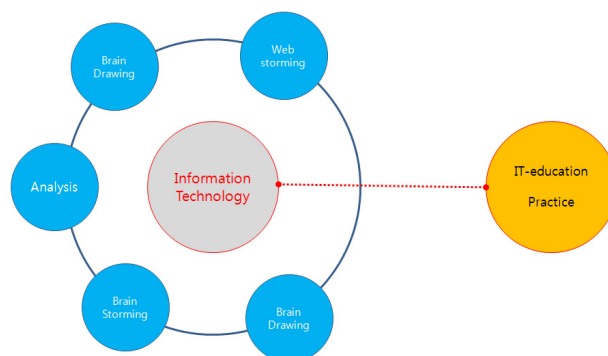 Web
storming
Brain
Drawing
Information
Technology
IT-education
Practice
Analysis
Brain
Storming
Brain
Drawing